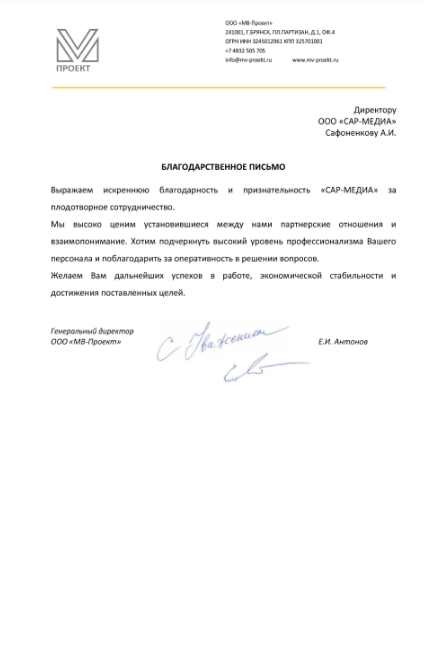 ПРОЕКТ
ООО «МВ-Проект»
241001, Г.БРЯНСК, ПЛ.ПАРТИЗАН, Д.1, ОФ.4
ОГРН ИНН 3245012961 КПП 325701001
+7 4832 505 705
info@mv-proekt.ru www.mv-proekt.ru
Директору
ООО «САР-МЕДИА»
Сафоненкову А.И.
БЛАГОДАРСТВЕННОЕ ПИСЬМО
Выражаем искреннюю благодарность и признательность «САР-МЕДИА» за
плодотворное сотрудничество.
Мы высоко ценим установившиеся между нами партнерские отношения и
взаимопонимание. Хотим подчеркнуть высокий уровень профессионализма Вашего
персонала и поблагодарить за оперативность в решении вопросов.
Желаем Вам дальнейших успехов в работе, экономической стабильности и
достижения поставленных целей.
Генеральный директор
ООО «МВ-Проект»
С Уважением
Е.И. Антонов